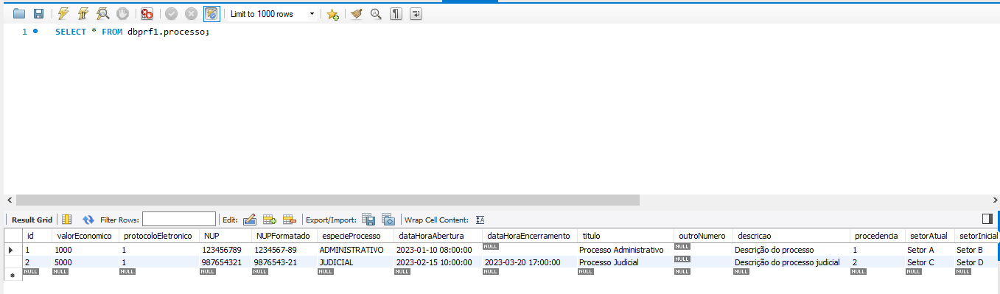 Limit to 1000 rows
1 SELECT * FROM dbprf1.processo;
Result Grid Filter Rows: Edit: Export/Import: Wrap Cell Content:
id valorEconomico protocoloEletronico NUP NUPFormatado especieProcesso dataHoraAbertura dataHoraEncerramento titulo outroNumero descricao procedencia setorAtual setorInicial
1 1000 1 123456789 1234567-89 ADMINISTRATIVO 2023-01-10 08:00:00 NULL Processo Administrativo NULL Descrição do processo 1 Setor A Setor B
2 5000 1 987654321 9876543-21 JUDICIAL 2023-02-15 10:00:00 2023-03-20 17:00:00 Processo Judicial NULL Descrição do processo judicial 2 Setor C Setor D
NULL NULL NULL NULL NULL NULL NULL NULL NULL NULL NULL NULL NULL NULL